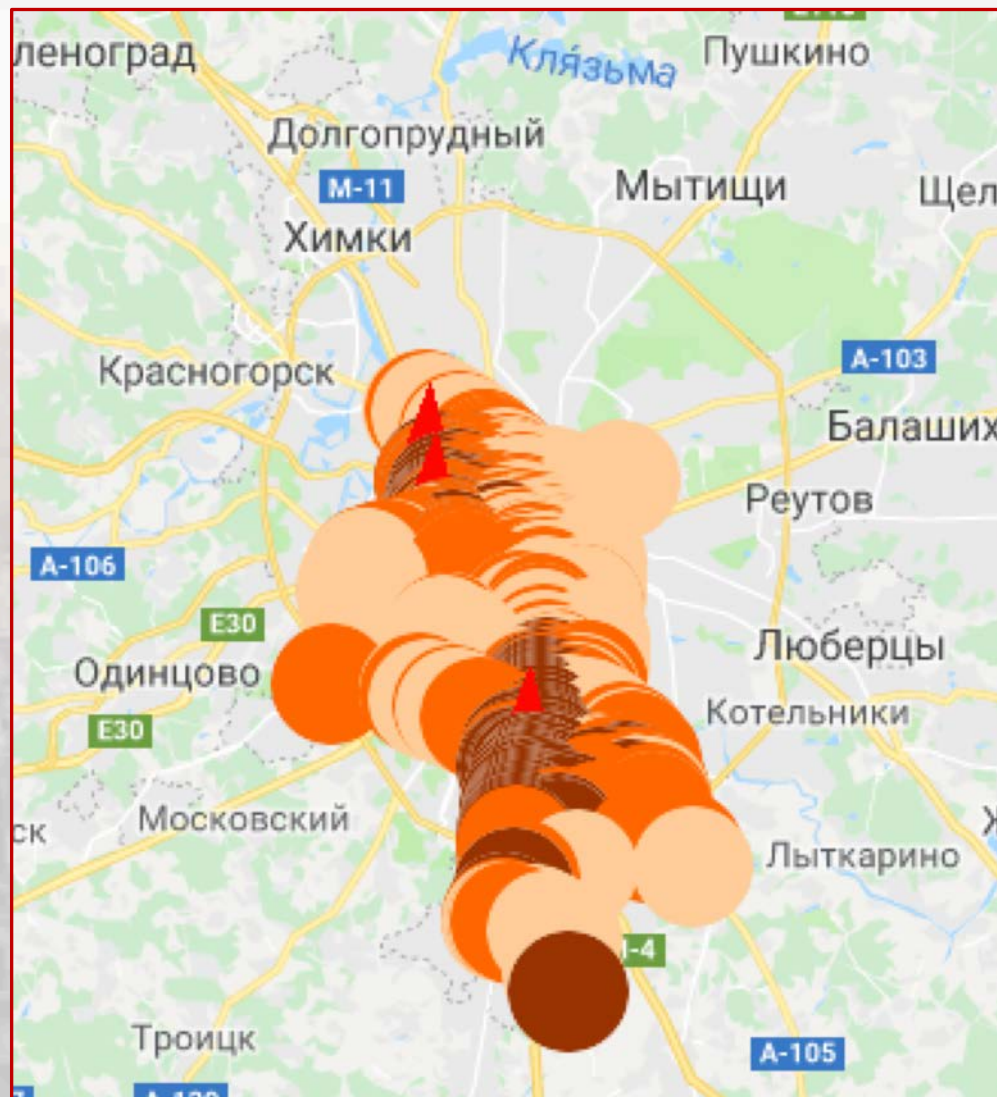 леноград
Клязьма
Пушкино
Долгопрудный
М-11
Мытищи
Щел
Химки
Красногорск
А-103
Балаших
Реутов
А-106
Е30
Люберцы
Одинцово
Котельники
Е30
Московский
ск
Ж
Лыткарино
-4
Троицк
А-105